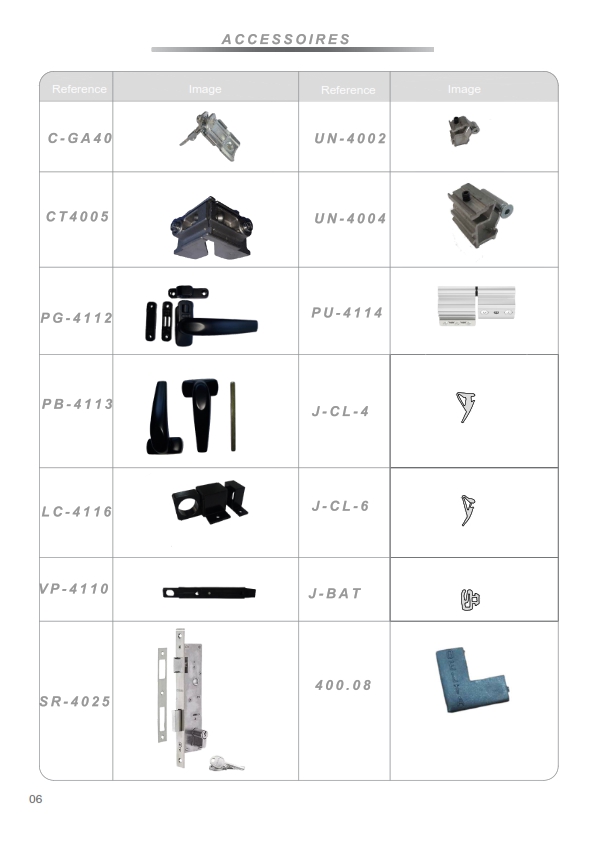 ACCESSOIRES
Reference Image Reference Image
C-GA40 UN-4002
CT4005 UN-4004
PG-4112 PU-4114
PB-4113 J-CL-4
LC-4116 J-CL-6
VP-4110 J-BAT
SR-4025 400.08
06